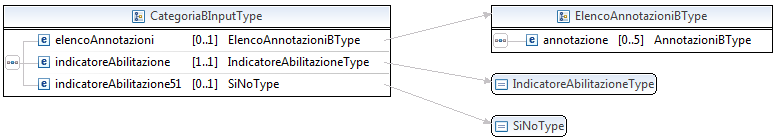 CategoriaBInputType
elencoAnnotazioni [0..1] ElencoAnnotazioniBType
indicatoreAbilitazione [1..1] IndicatoreAbilitazioneType
indicatoreAbilitazione51 [0..1] SiNoType
ElencoAnnotazioniBType
annotazione [0..5] AnnotazioniBType
IndicatoreAbilitazioneType
SiNoType